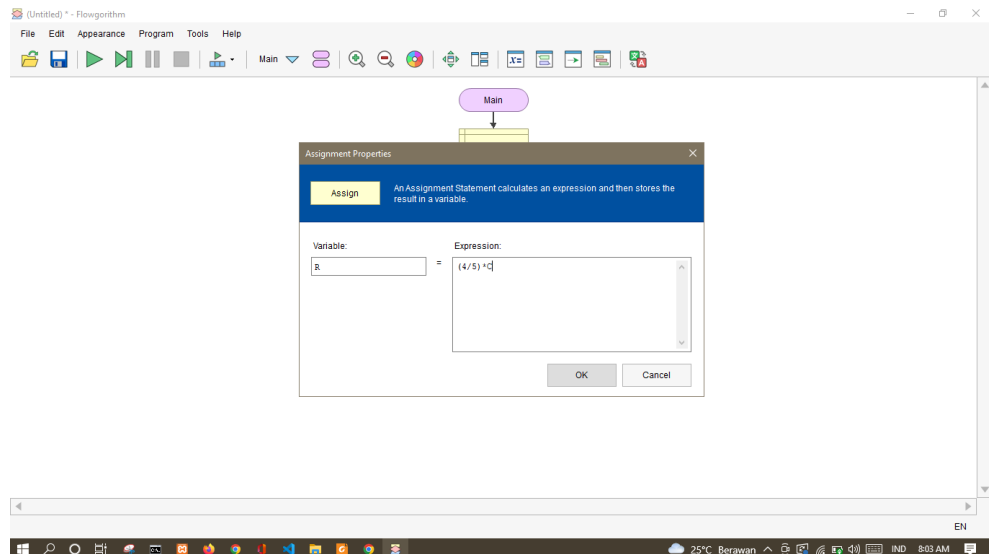 (Untitled) * - Flowgorithm
File Edit Appearance Program Tools Help
Main
x=
Main
Assignment Properties
Assign
An Assignment Statement calculates an expression and then stores the
result in a variable.
Variable: Expression:
R = (4/5)*C
OK Cancel
EN
25°C Berawan IND 8:03 AM